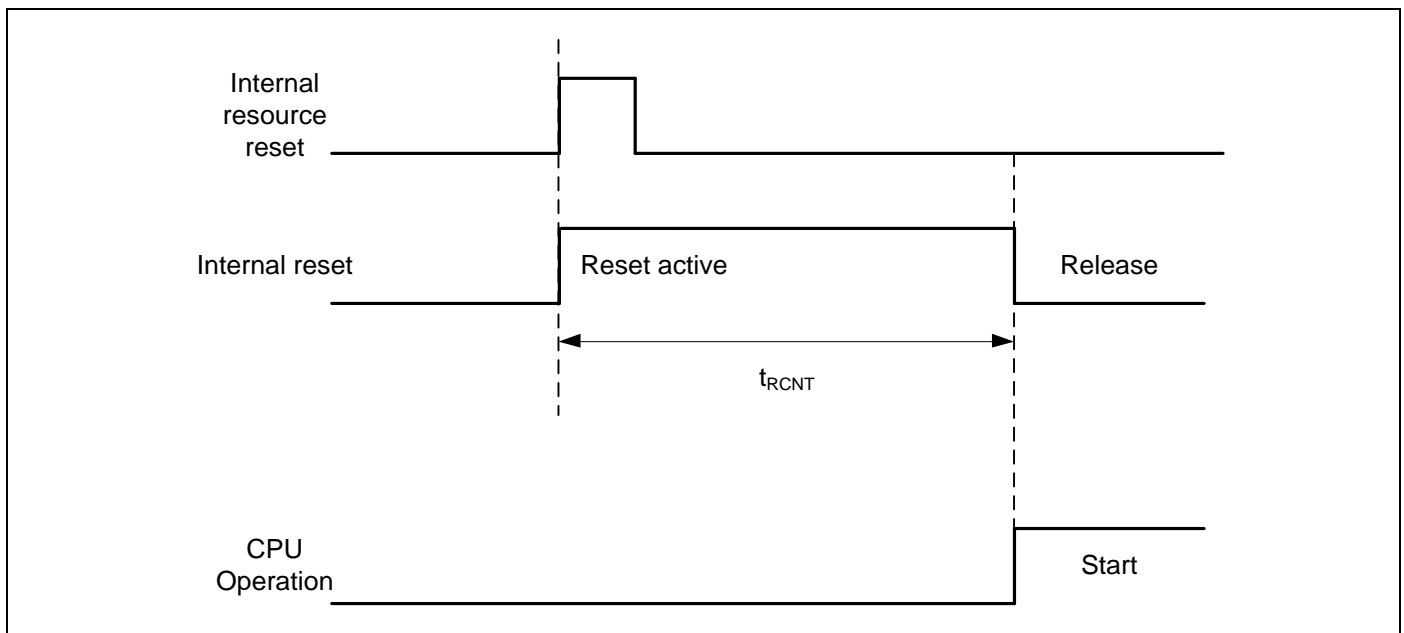 Internal
resource
reset
Internal reset
Reset active
Release
tRCNT
CPU
Operation
Start